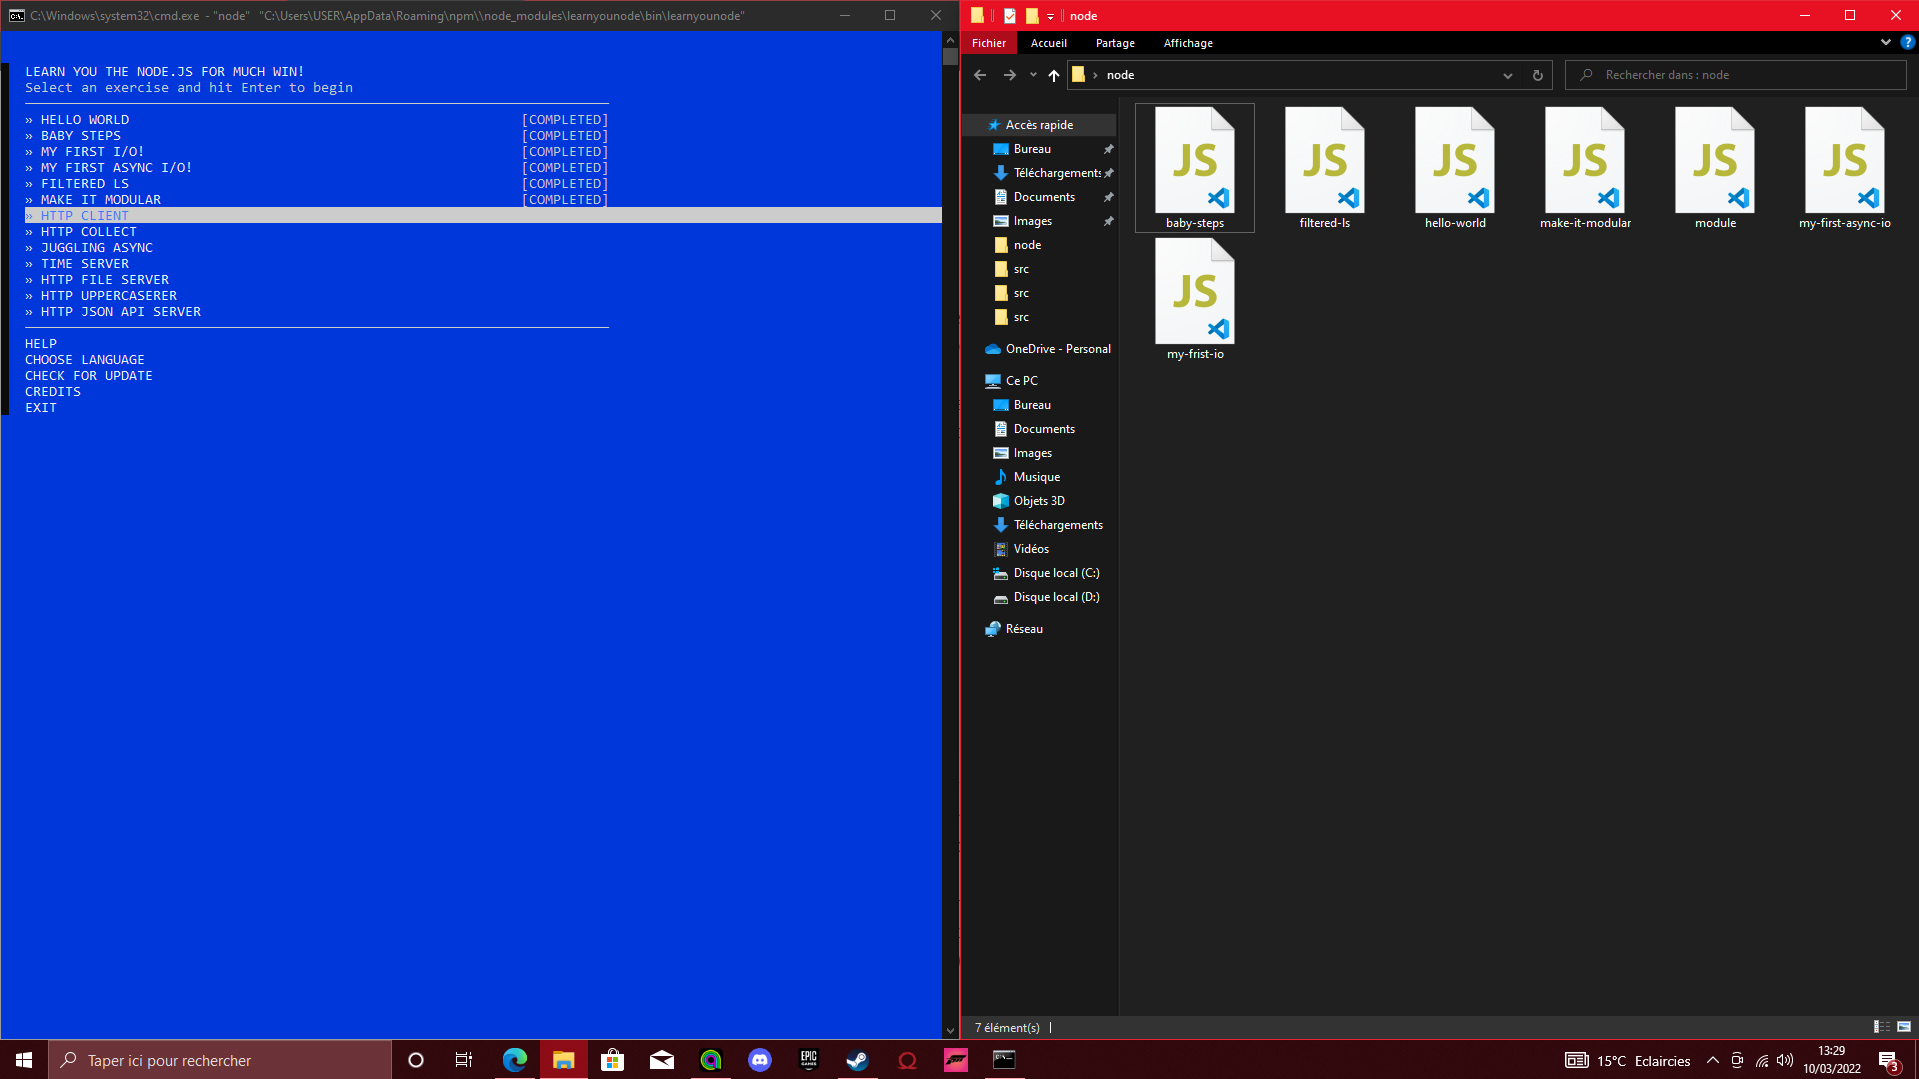 C:\Windows\system32\cmd.exe - "node" "C:\Users\USER\AppData\Roaming\npm\\node_modules\learnyounode\bin\learnyounode"
LEARN YOU THE NODE.JS FOR MUCH WIN!
Select an exercise and hit Enter to begin
» HELLO WORLD [COMPLETED]
» BABY STEPS [COMPLETED]
» MY FIRST I/O! [COMPLETED]
» MY FIRST ASYNC I/O! [COMPLETED]
» FILTERED LS [COMPLETED]
» MAKE IT MODULAR [COMPLETED]
» HTTP CLIENT
» HTTP COLLECT
» JUGGLING ASYNC
» TIME SERVER
» HTTP FILE SERVER
» HTTP UPPERCASERER
» HTTP JSON API SERVER
HELP
CHOOSE LANGUAGE
CHECK FOR UPDATE
CREDITS
EXIT
node
Fichier Accueil Partage Affichage
node
Rechercher dans : node
Accès rapide
Bureau
Téléchargements
Documents
Images
node
src
src
src
OneDrive - Personal
Ce PC
Bureau
Documents
Images
Musique
Objets 3D
Téléchargements
Vidéos
Disque local (C:)
Disque local (D:)
Réseau
JS JS JS JS JS JS
baby-steps filtered-ls hello-world make-it-modular module my-first-async-io
JS
my-frist-io
7 élément(s)
Taper ici pour rechercher
EPIC GAMES
15°C Eclaircies
13:29
10/03/2022
3